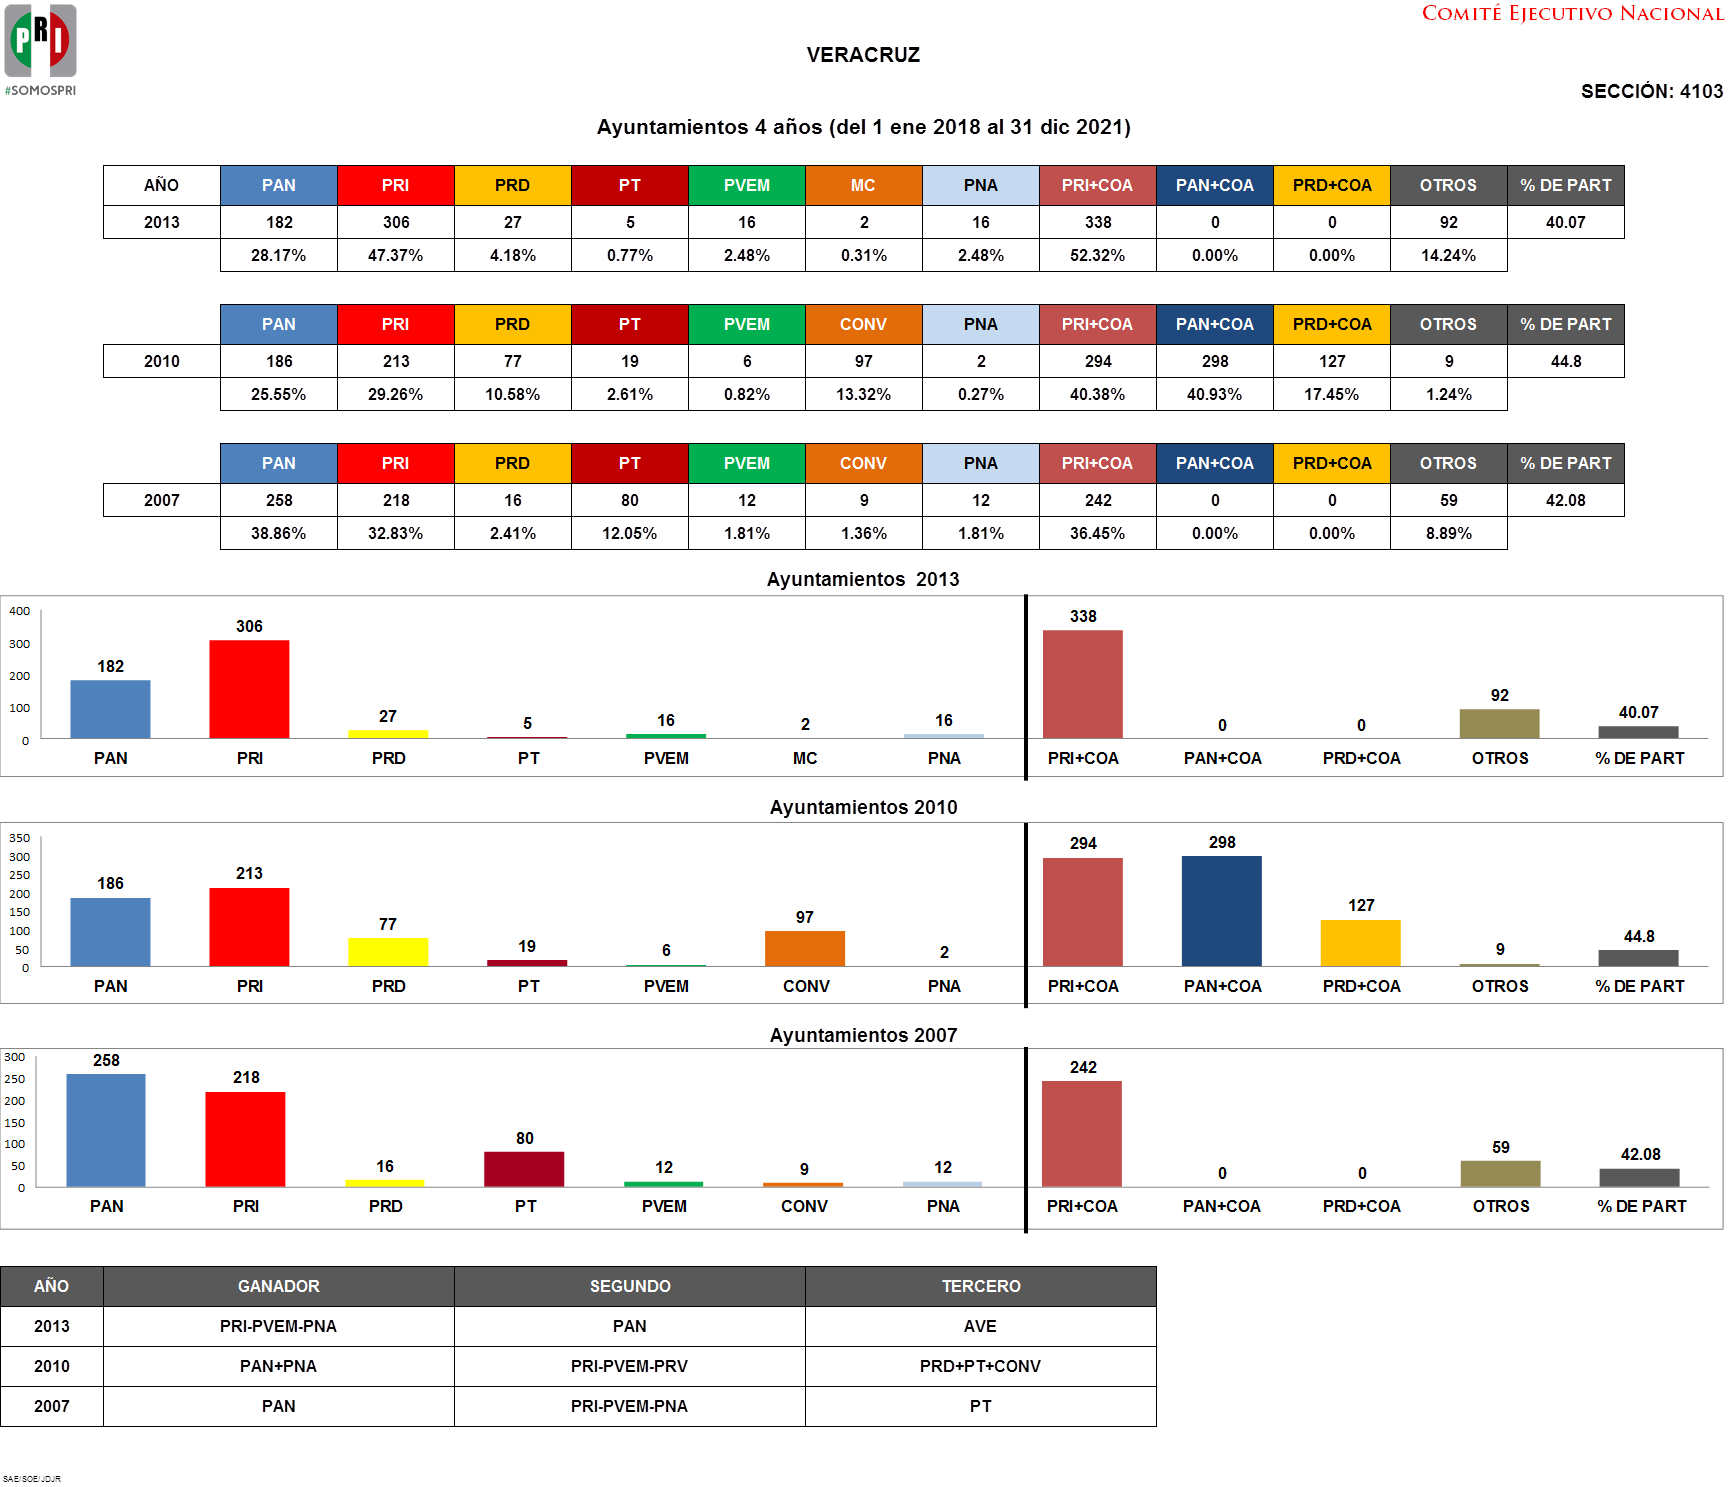 COMITÉ EJECUTIVO NACIONAL
PRI
#SOMOSPRI
VERACRUZ
SECCIÓN: 4103
Ayuntamientos 4 años (del 1 ene 2018 al 31 dic 2021)
AÑO PAN PRI PRD PT PVEM MC PNA PRI+COA PAN+COA PRD+COA OTROS % DE PART
2013 182 306 27 5 16 2 16 338 0 0 92 40.07
28.17% 47.37% 4.18% 0.77% 2.48% 0.31% 2.48% 52.32% 0.00% 0.00% 14.24%
PAN PRI PRD PT PVEM CONV PNA PRI+COA PAN+COA PRD+COA OTROS % DE PART
2010 186 213 77 19 6 97 2 294 298 127 9 44.8
25.55% 29.26% 10.58% 2.61% 0.82% 13.32% 0.27% 40.38% 40.93% 17.45% 1.24%
PAN PRI PRD PT PVEM CONV PNA PRI+COA PAN+COA PRD+COA OTROS % DE PART
2007 258 218 16 80 12 9 12 242 0 0 59 42.08
38.86% 32.83% 2.41% 12.05% 1.81% 1.36% 1.81% 36.45% 0.00% 0.00% 8.89%
Ayuntamientos 2013
400
300
200
100
0
182 306 27 5 16 2 16 338 0 0 92 40.07
PAN PRI PRD PT PVEM MC PNA PRI+COA PAN+COA PRD+COA OTROS % DE PART
Ayuntamientos 2010
350
300
250
200
150
100
50
0
186 213 77 19 6 97 2 294 298 127 9 44.8
PAN PRI PRD PT PVEM CONV PNA PRI+COA PAN+COA PRD+COA OTROS % DE PART
Ayuntamientos 2007
300
250
200
150
100
50
0
258 218 16 80 12 9 12 242 0 0 59 42.08
PAN PRI PRD PT PVEM CONV PNA PRI+COA PAN+COA PRD+COA OTROS % DE PART
AÑO GANADOR SEGUNDO TERCERO
2013 PRI-PVEM-PNA PAN AVE
2010 PAN+PNA PRI-PVEM-PRV PRD+PT+CONV
2007 PAN PRI-PVEM-PNA PT
SAE/SOE/JDJR